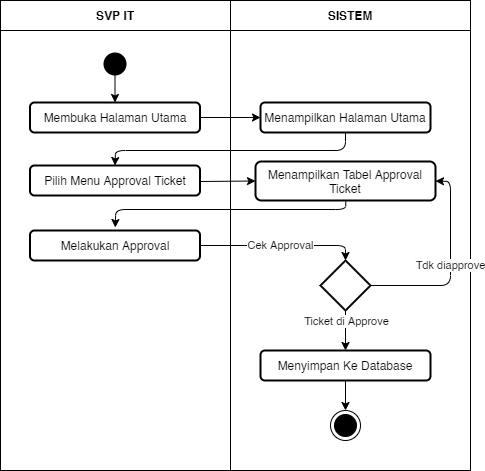 SVP IT
SISTEM
Membuka Halaman Utama
Menampilkan Halaman Utama
Pilih Menu Approval Ticket
Menampilkan Tabel Approval
Ticket
Melakukan Approval
Cek Approval
Tdk diapprove
Ticket di Approve
Menyimpan Ke Database